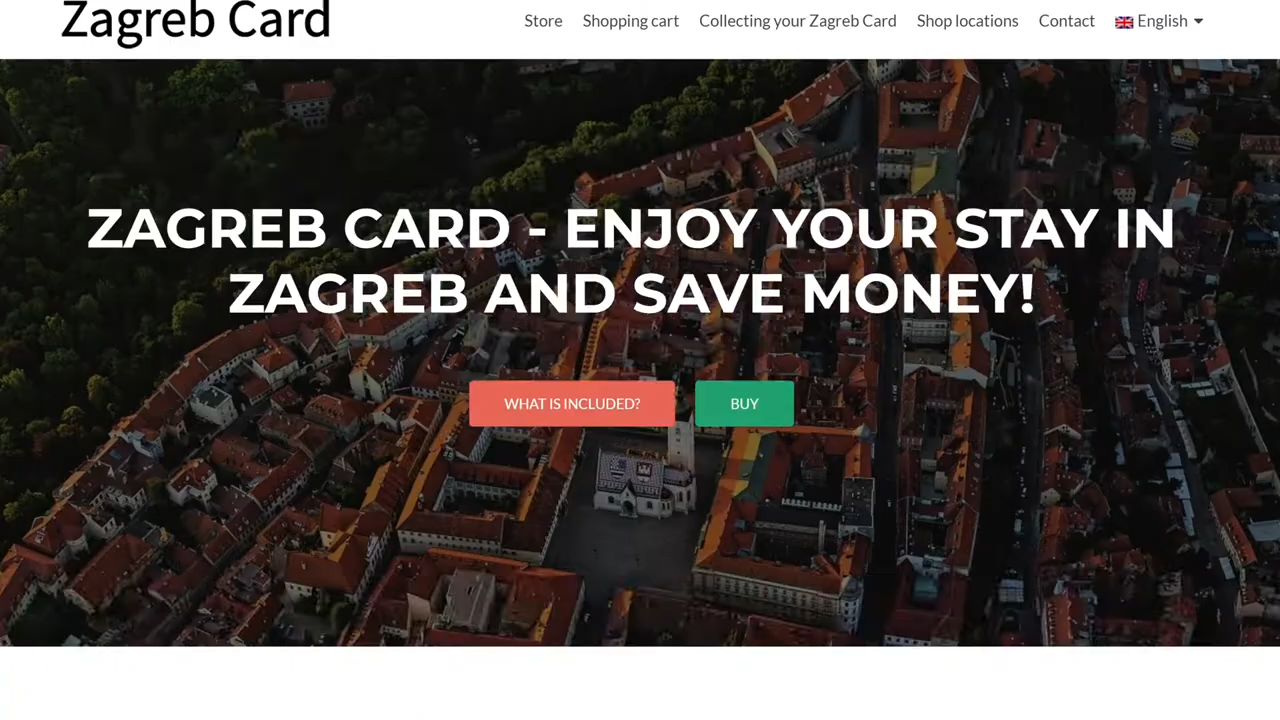 Zagreb Card
Store Shopping cart Collecting your Zagreb Card Shop locations Contact English
ZAGREB CARD - ENJOY YOUR STAY IN
ZAGREB AND SAVE MONEY!
WHAT IS INCLUDED? BUY